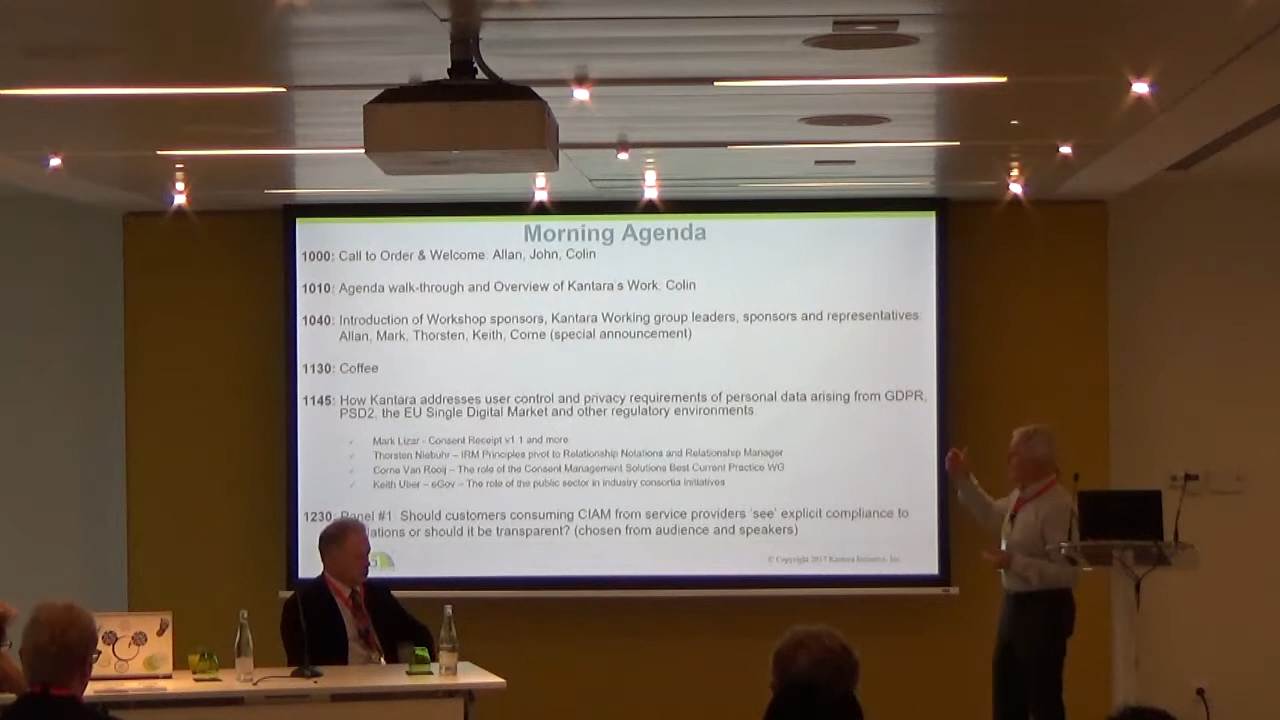 Morning Agenda
1000: Call to Order & Welcome: Allan, John, Colin
1010: Agenda walk-through and Overview of Kantara's Work: Colin
1040: Introduction of Workshop sponsors, Kantara Working group leaders, sponsors and representatives:
Allan, Mark, Thorsten, Keith, Corne (special announcement)
1130: Coffee
1145: How Kantara addresses user control and privacy requirements of personal data arising from GDPR,
PSD2, the EU Single Digital Market and other regulatory environments.
✓ Mark Lizar - Consent Receipt v1.1 and more
✓ Thorsten Niebuhr – IRM Principles pivot to Relationship Notations and Relationship Manager
✓ Corne Van Rooij – The role of the Consent Management Solutions Best Current Practice WG
✓ Keith Uber – eGov – The role of the public sector in industry consortia initiatives
1230: Panel #1: Should customers consuming CIAM from service providers 'see' explicit compliance to
lations or should it be transparent? (chosen from audience and speakers)
© Copyright 2017 Kantara Initiative, Inc.